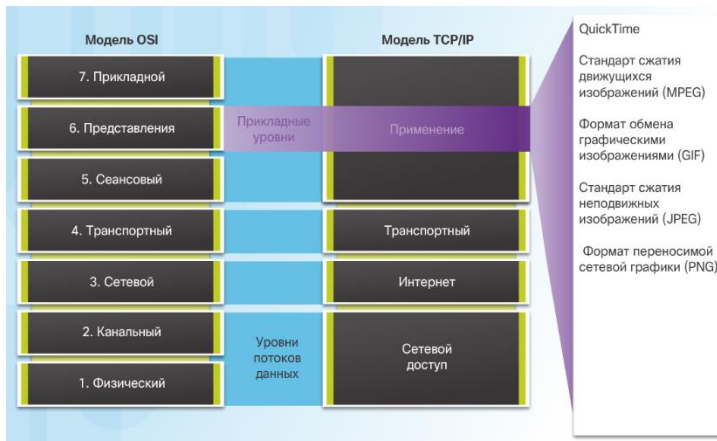 Модель OSI
Модель TCP/IP
7. Прикладной
6. Представления
5. Сеансовый
4. Транспортный
3. Сетевой
2. Канальный
1. Физический
Прикладные
уровни
Уровни
потоков
данных
Применение
Транспортный
Интернет
Сетевой
доступ
QuickTime
Стандарт сжатия
движущихся
изображений (MPEG)
Формат обмена
графическими
изображениями (GIF)
Стандарт сжатия
неподвижных
изображений (JPEG)
Формат переносимой
сетевой графики (PNG)